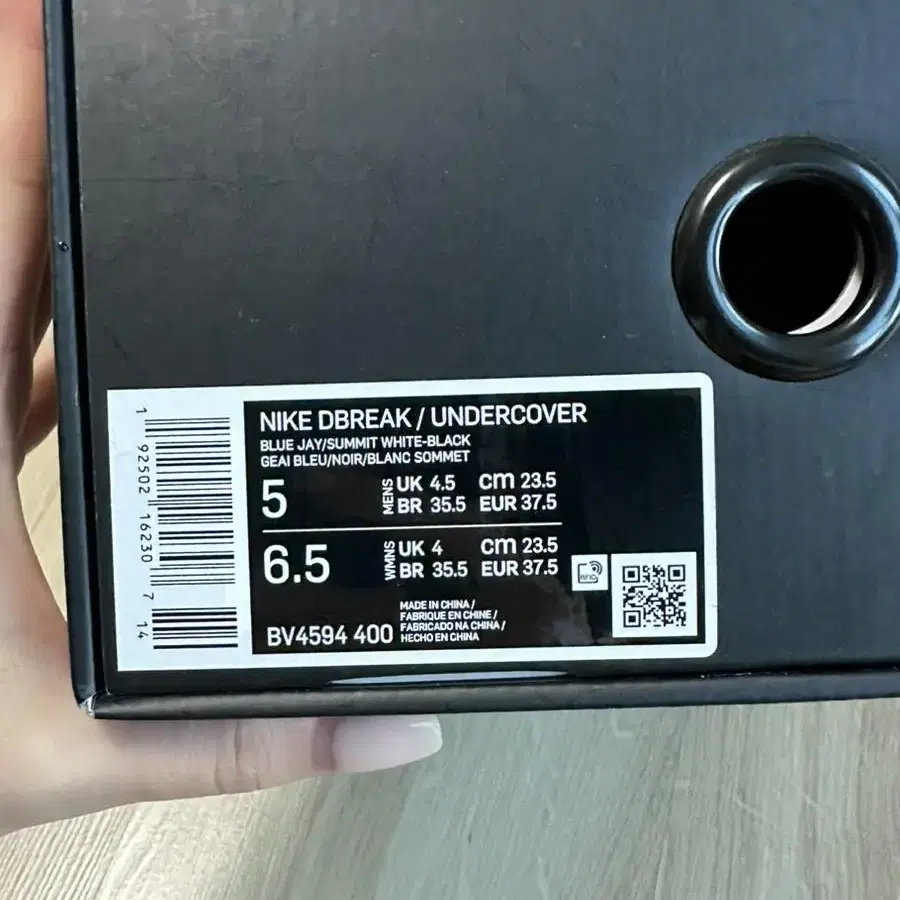 NIKE DBREAK / UNDERCOVER
BLUE JAY/SUMMIT WHITE-BLACK
GEAI BLEU/NOIR/BLANC SOMMET
5 MENS UK 4.5 cm 23.5
BR 35.5 EUR 37.5
6.5 WMNS UK 4 cm 23.5
BR 35.5 EUR 37.5
RFID
BV4594 400
MADE IN CHINA /
FABRIQUE EN CHINE /
FABRICADO NA CHINA /
HECHO EN CHINA
1 92502 16230 7 14